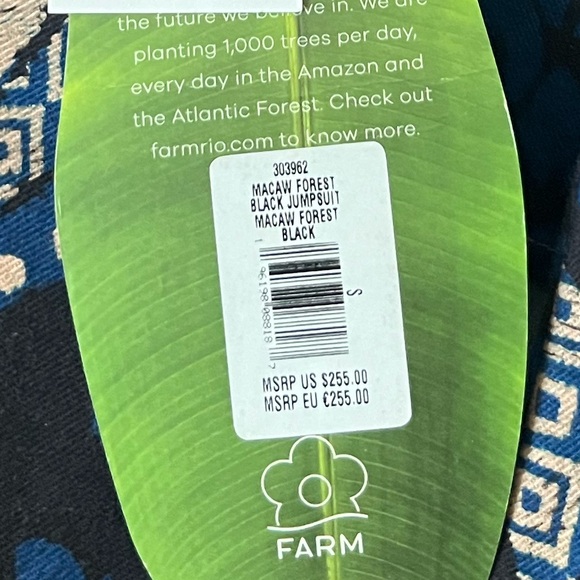 the future we believe in. We are
planting 1,000 trees per day,
every day in the Amazon and
the Atlantic Forest. Check out
farmrio.com to know more.
303962
MACAW FOREST
BLACK JUMPSUIT
MACAW FOREST
BLACK
S
MSRP US $255.00
MSRP EU €255.00
FARM